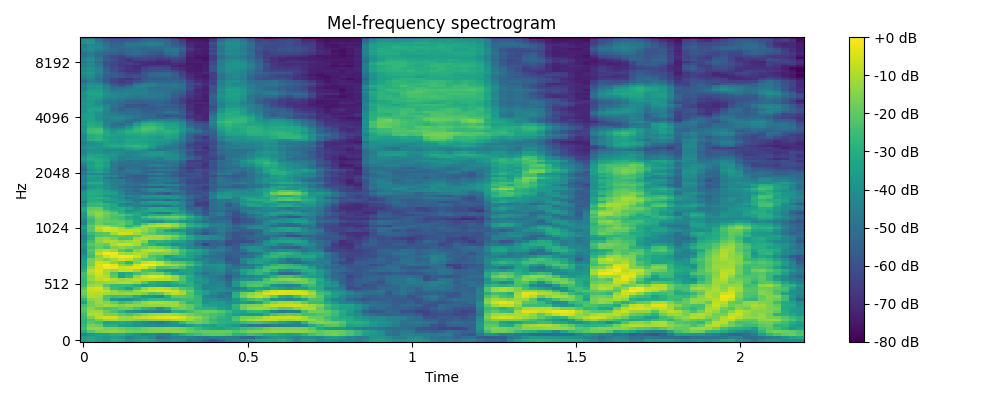 Mel-frequency spectrogram
Hz
8192
4096
2048
1024
512
0
0
0.5
1
1.5
2
Time
+0 dB
-10 dB
-20 dB
-30 dB
-40 dB
-50 dB
-60 dB
-70 dB
-80 dB